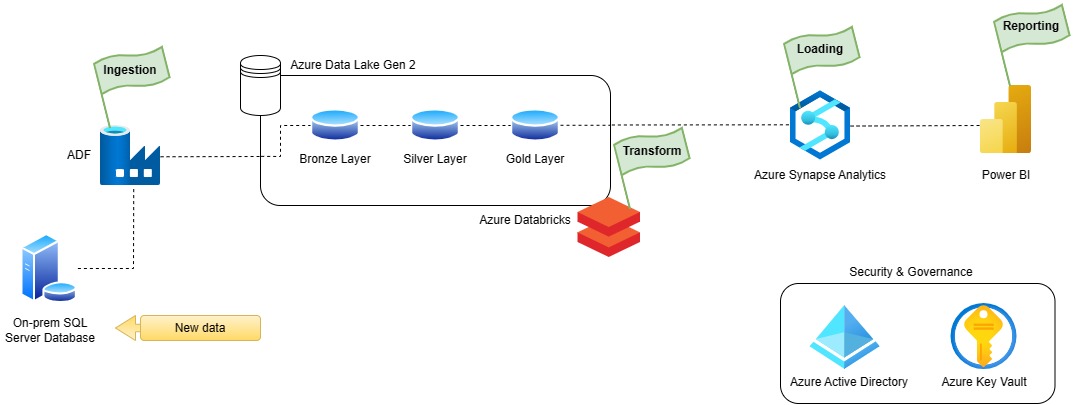 Reporting
Loading
Ingestion
Azure Data Lake Gen 2
ADF
Bronze Layer
Silver Layer
Gold Layer
Transform
Azure Synapse Analytics
Power BI
Azure Databricks
Security & Governance
On-prem SQL
Server Database
New data
Azure Active Directory
Azure Key Vault